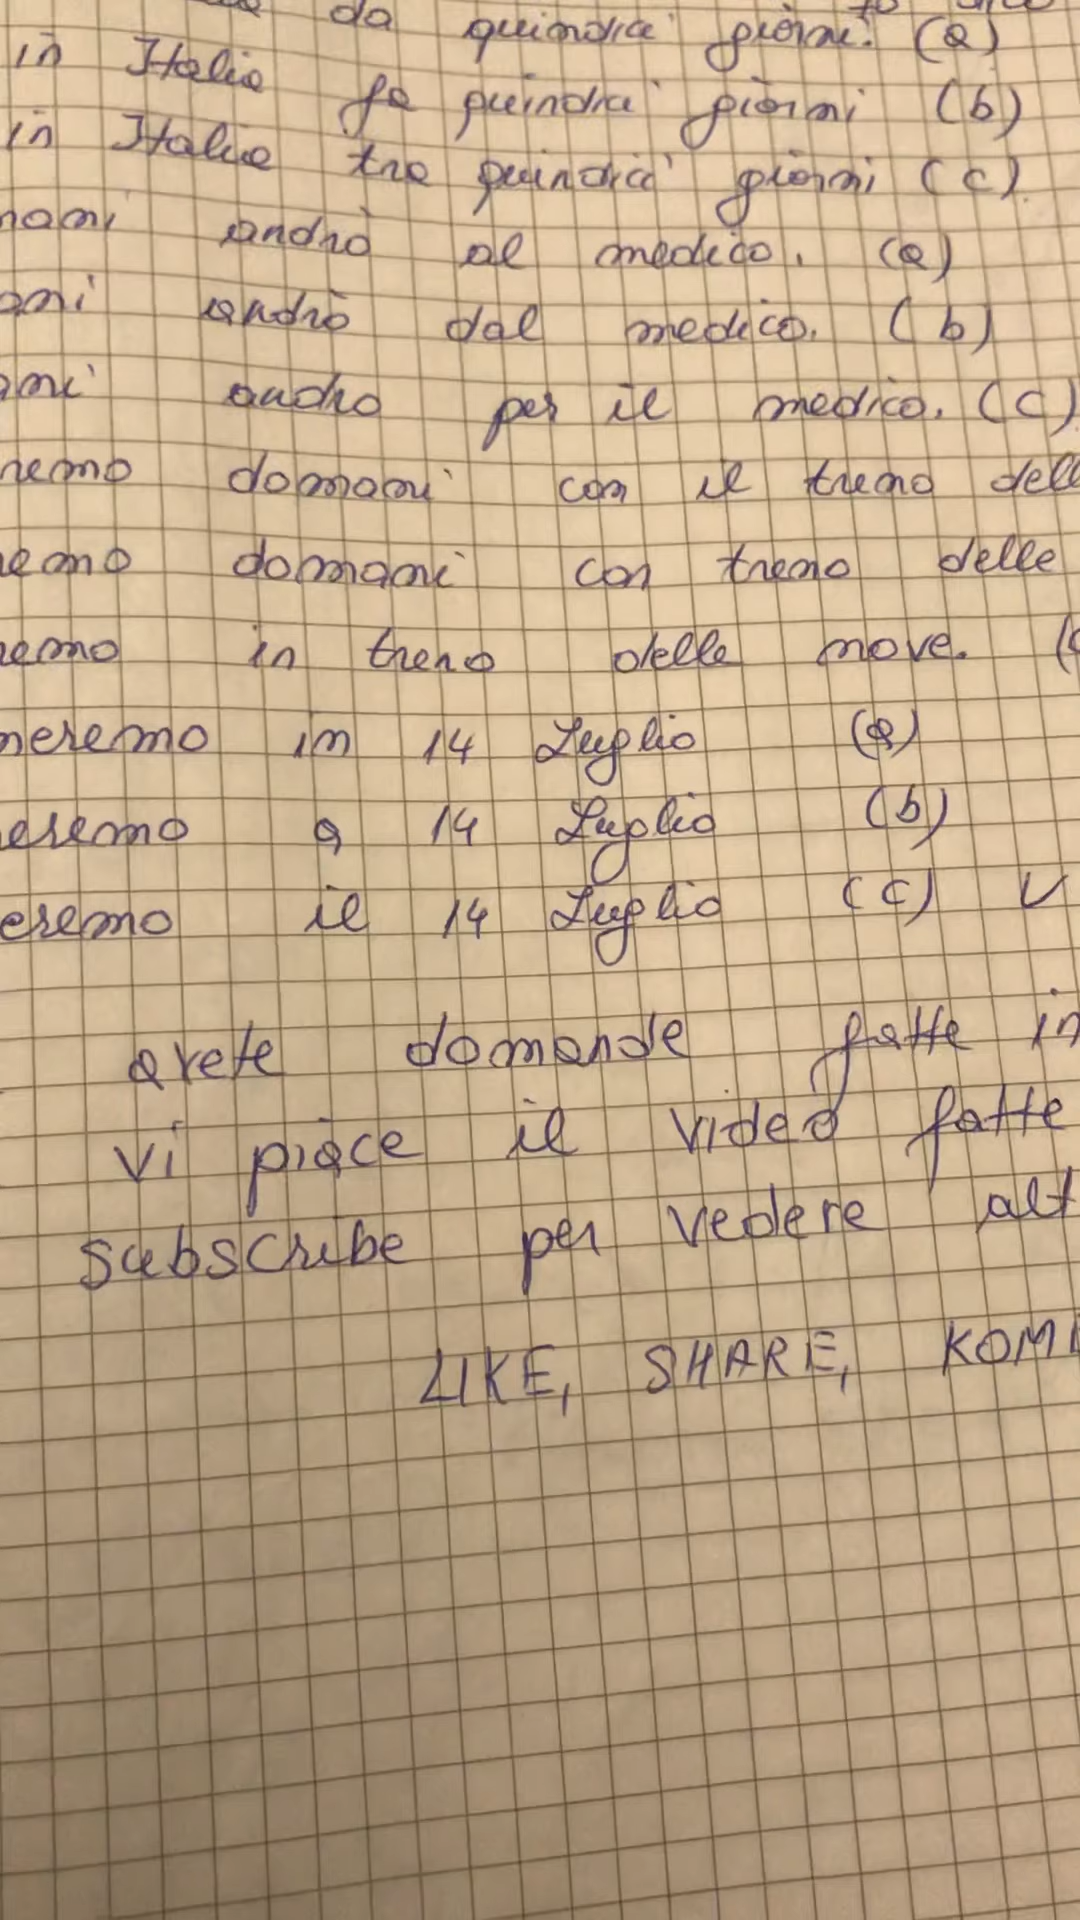 da quindici giorni. (a)
in Italia fa quindici giorni (b)
in Italia tra quindici giorni (c).
andrò al medico. (a)
andrò dal medico. (b)
andro per il medico. (c)
domani con il treno
domani con treno delle
in treno delle nove.
in 14 Luglio (a)
a 14 Luglio (b)
il 14 Luglio (c) V
avete domande fatte in
vi piace il video fatte
subscribe per vedere
LIKE, SHARE,